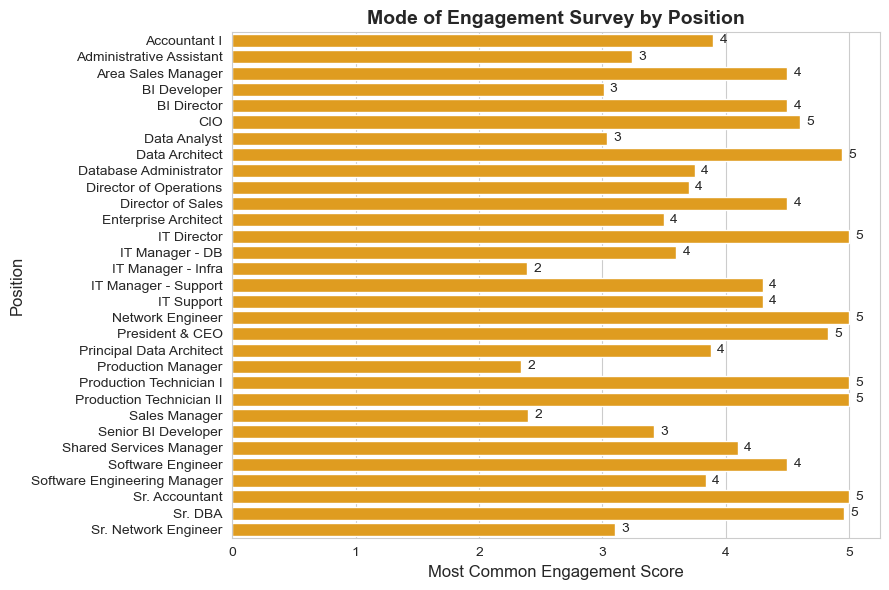 Mode of Engagement Survey by Position
Accountant I 4
Administrative Assistant 3
Area Sales Manager 4
BI Developer 3
BI Director 4
CIO 5
Data Analyst 3
Data Architect 5
Database Administrator 4
Director of Operations 4
Director of Sales 4
Enterprise Architect 4
IT Director 5
IT Manager - DB 4
IT Manager - Infra 2
IT Manager - Support 4
IT Support 4
Network Engineer 5
President & CEO 5
Principal Data Architect 4
Production Manager 2
Production Technician I 5
Production Technician II 5
Sales Manager 2
Senior BI Developer 3
Shared Services Manager 4
Software Engineer 4
Software Engineering Manager 4
Sr. Accountant 5
Sr. DBA 5
Sr. Network Engineer 3
Position
0 1 2 3 4 5
Most Common Engagement Score